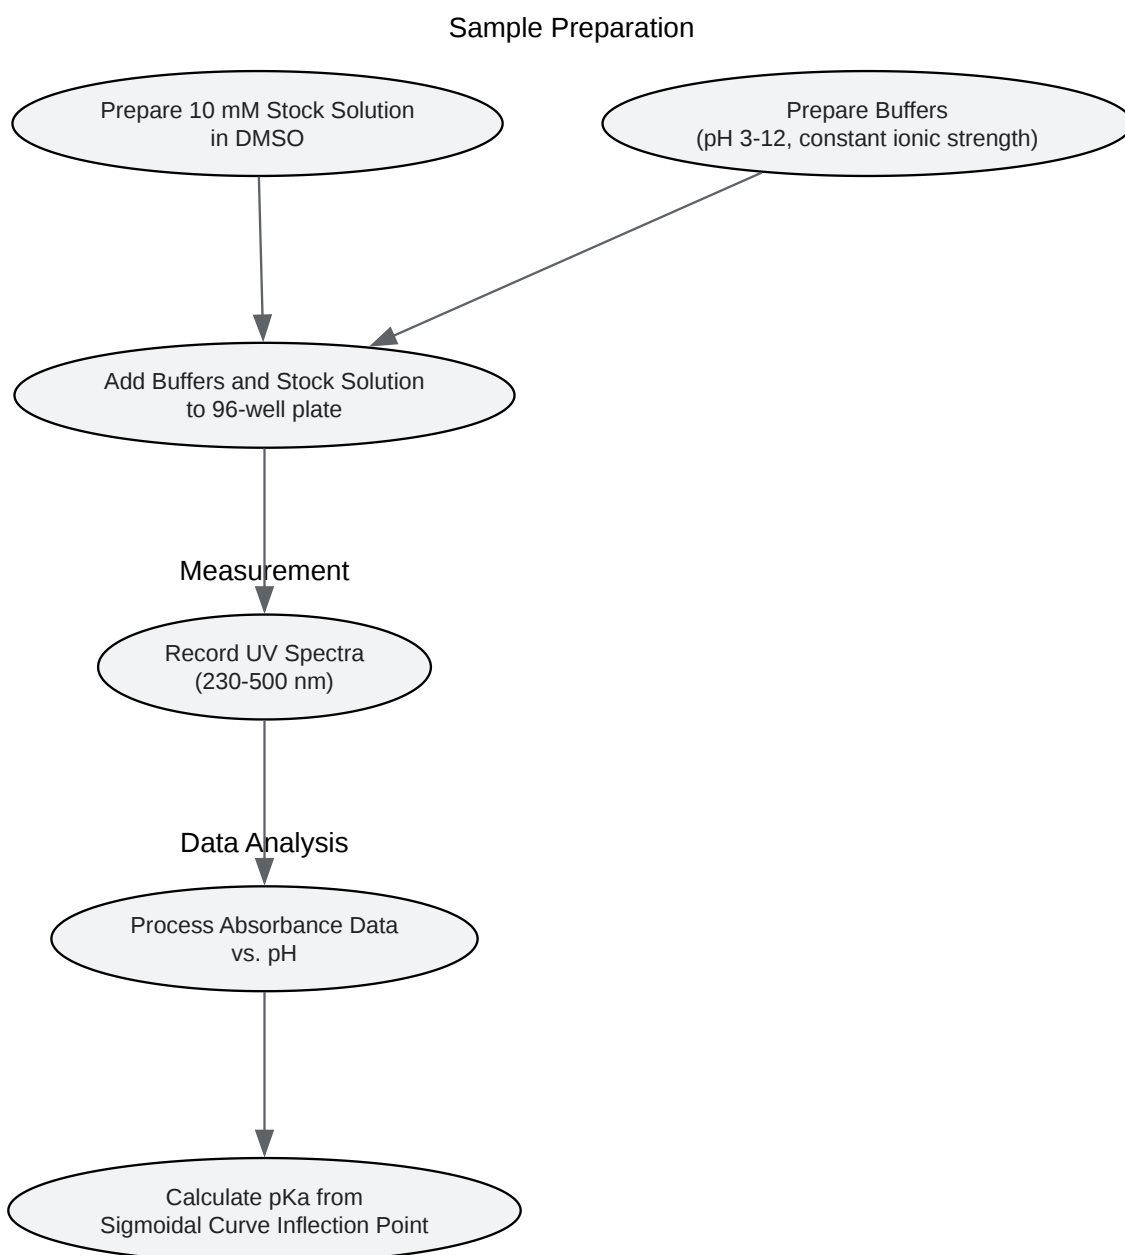 Sample Preparation
Prepare 10 mM Stock Solution
in DMSO
Prepare Buffers
(pH 3-12, constant ionic strength)
Add Buffers and Stock Solution
to 96-well plate
Measurement
Record UV Spectra
(230-500 nm)
Data Analysis
Process Absorbance Data
vs. pH
Calculate pKa from
Sigmoidal Curve Inflection Point